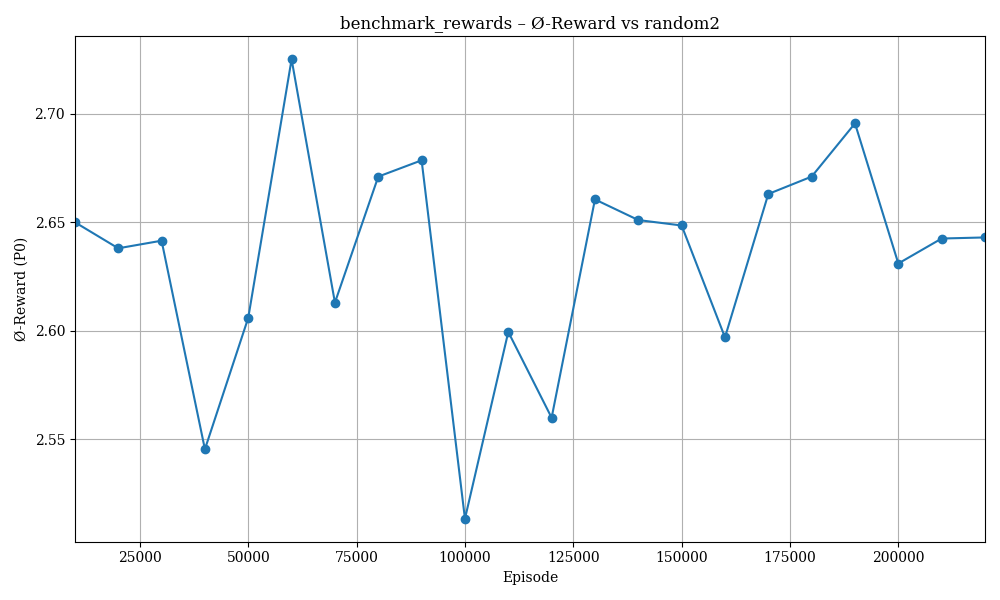 benchmark_rewards – Ø-Reward vs random2
Ø-Reward (P0)
2.70
2.65
2.60
2.55
25000 50000 75000 100000 125000 150000 175000 200000
Episode